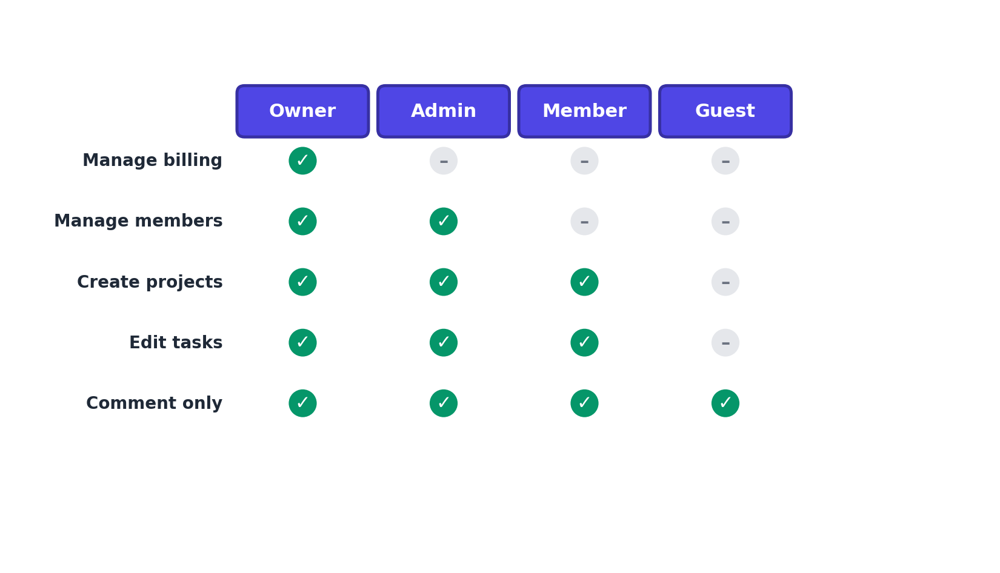 Owner Admin Member Guest
Manage billing ✓ – – –
Manage members ✓ ✓ – –
Create projects ✓ ✓ ✓ –
Edit tasks ✓ ✓ ✓ –
Comment only ✓ ✓ ✓ ✓